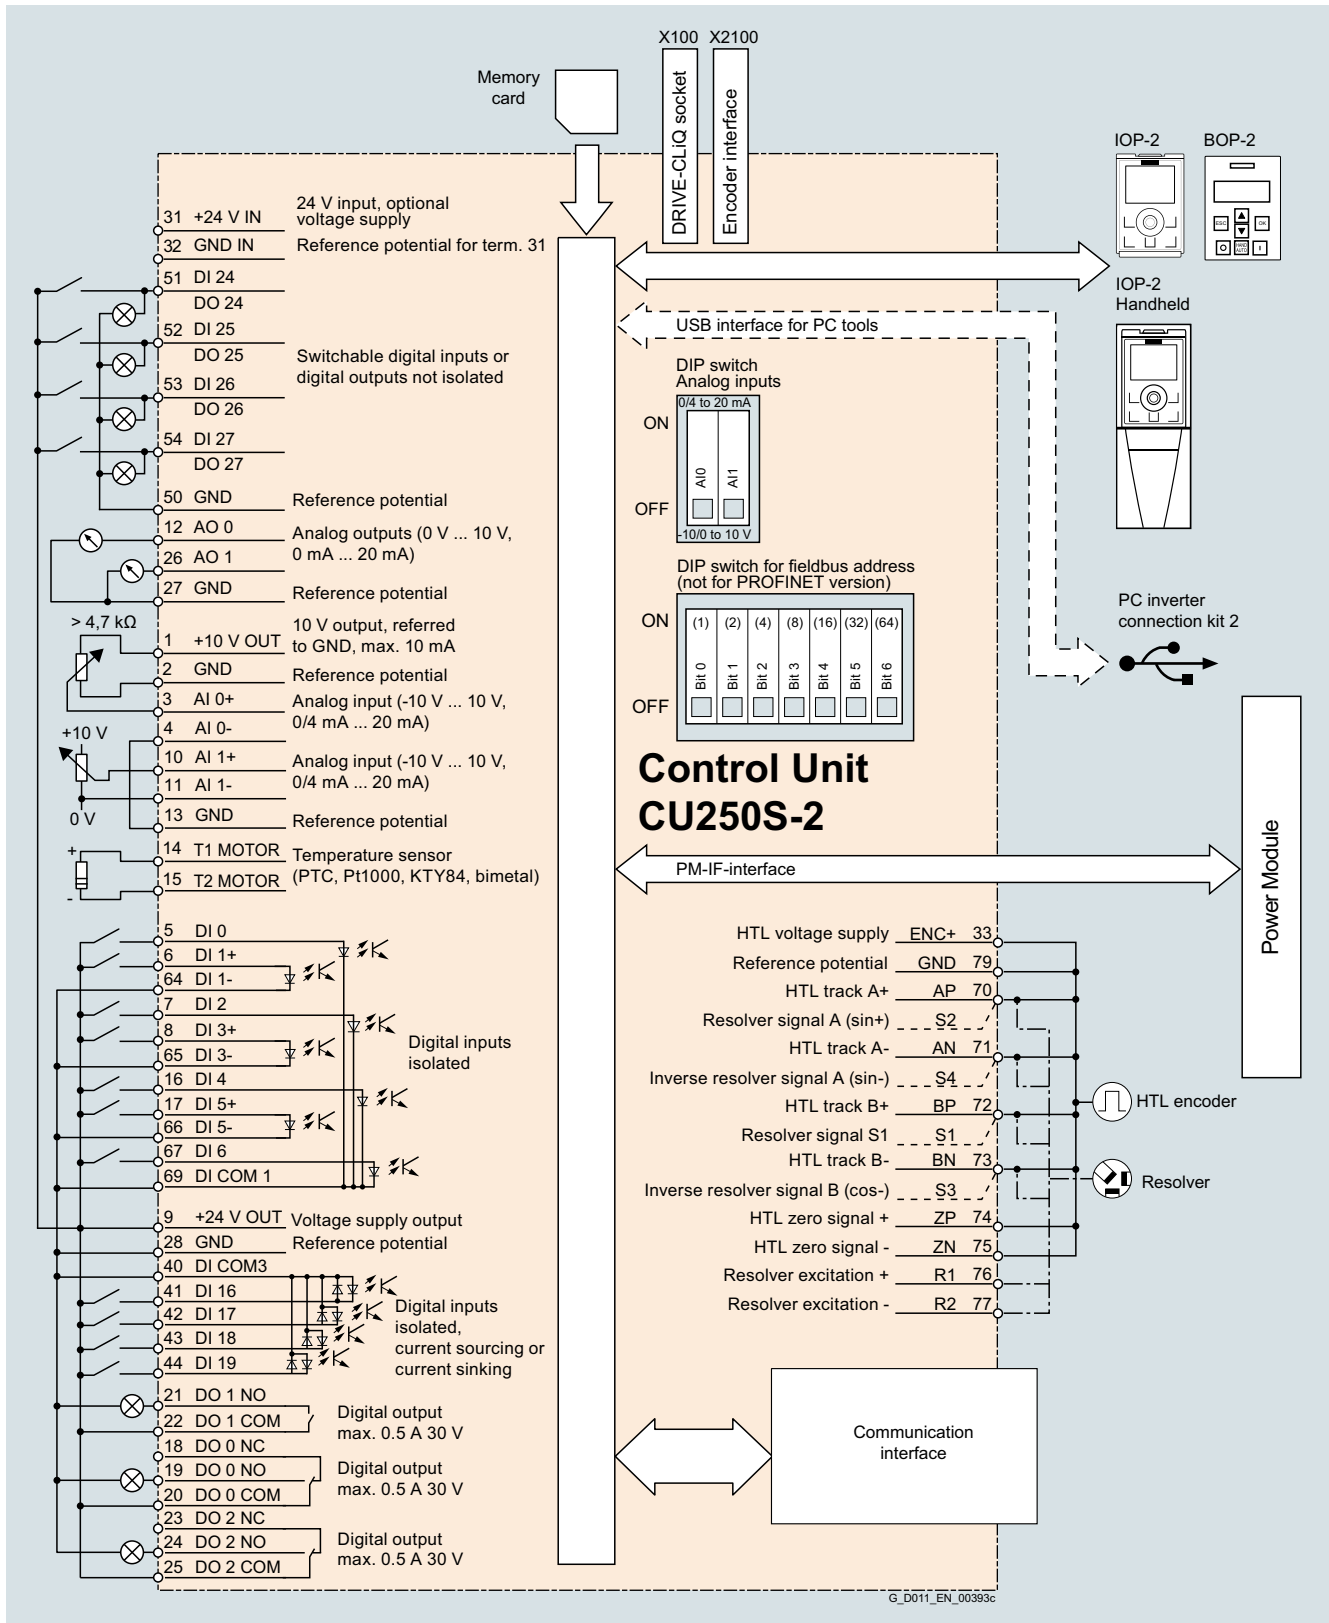 X100 X2100
Memory
card
DRIVE-CLiQ socket
Encoder interface
IOP-2
BOP-2
ESC
OK
HAND
AUTO
IOP-2
Handheld
31 +24 V IN
24 V input, optional
voltage supply
32 GND IN Reference potential for term. 31
51 DI 24
DO 24
52 DI 25
DO 25
Switchable digital inputs or
digital outputs not isolated
53 DI 26
DO 26
54 DI 27
DO 27
50 GND Reference potential
12 AO 0
Analog outputs (0 V ... 10 V,
0 mA ... 20 mA)
26 AO 1
27 GND Reference potential
> 4,7 kΩ
1 +10 V OUT
10 V output, referred
to GND, max. 10 mA
2 GND Reference potential
3 AI 0+
Analog input (-10 V ... 10 V,
0/4 mA ... 20 mA)
4 AI 0-
+10 V
10 AI 1+
Analog input (-10 V ... 10 V,
0/4 mA ... 20 mA)
11 AI 1-
0 V
13 GND Reference potential
+
14 T1 MOTOR
Temperature sensor
(PTC, Pt1000, KTY84, bimetal)
15 T2 MOTOR
-
5 DI 0
6 DI 1+
64 DI 1-
7 DI 2
8 DI 3+
65 DI 3-
Digital inputs
isolated
16 DI 4
17 DI 5+
66 DI 5-
67 DI 6
69 DI COM 1
9 +24 V OUT Voltage supply output
28 GND Reference potential
40 DI COM3
41 DI 16
42 DI 17
43 DI 18
44 DI 19
Digital inputs
isolated,
current sourcing or
current sinking
21 DO 1 NO
22 DO 1 COM
Digital output
max. 0.5 A 30 V
18 DO 0 NC
19 DO 0 NO
20 DO 0 COM
Digital output
max. 0.5 A 30 V
23 DO 2 NC
24 DO 2 NO
25 DO 2 COM
Digital output
max. 0.5 A 30 V
USB interface for PC tools
DIP switch
Analog inputs
0/4 to 20 mA
ON
AI0
AI1
OFF
-10/0 to 10 V
DIP switch for fieldbus address
(not for PROFINET version)
ON
(1) (2) (4) (8) (16) (32) (64)
Bit 0 Bit 1 Bit 2 Bit 3 Bit 4 Bit 5 Bit 6
OFF
PC inverter
connection kit 2
Control Unit
CU250S-2
PM-IF-interface
Power Module
HTL voltage supply ENC+ 33
Reference potential GND 79
HTL track A+ AP 70
Resolver signal A (sin+) S2
HTL track A- AN 71
Inverse resolver signal A (sin-) S4
HTL track B+ BP 72
Resolver signal S1 S1
HTL track B- BN 73
Inverse resolver signal B (cos-) S3
HTL zero signal + ZP 74
HTL zero signal - ZN 75
Resolver excitation + R1 76
Resolver excitation - R2 77
HTL encoder
Resolver
Communication
interface
G_D011_EN_00393c